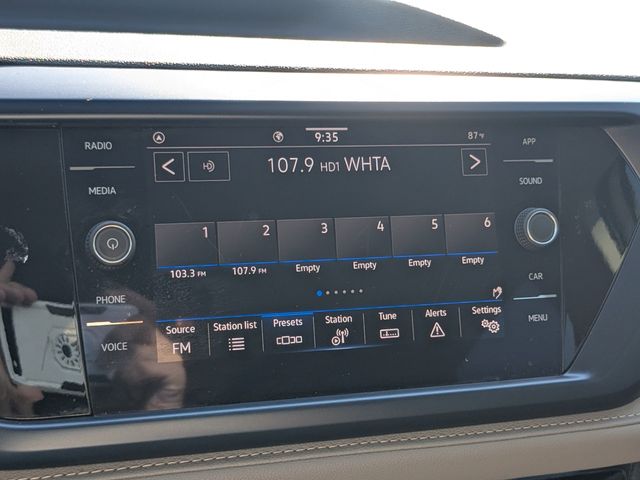 RADIO
MEDIA
PHONE
VOICE
9:35
87°F
107.9 HD1 WHTA
1 2 3 4 5 6
103.3 FM 107.9 FM Empty Empty Empty Empty
Source Station list Presets Station Tune Alerts Settings
FM
APP
SOUND
CAR
MENU